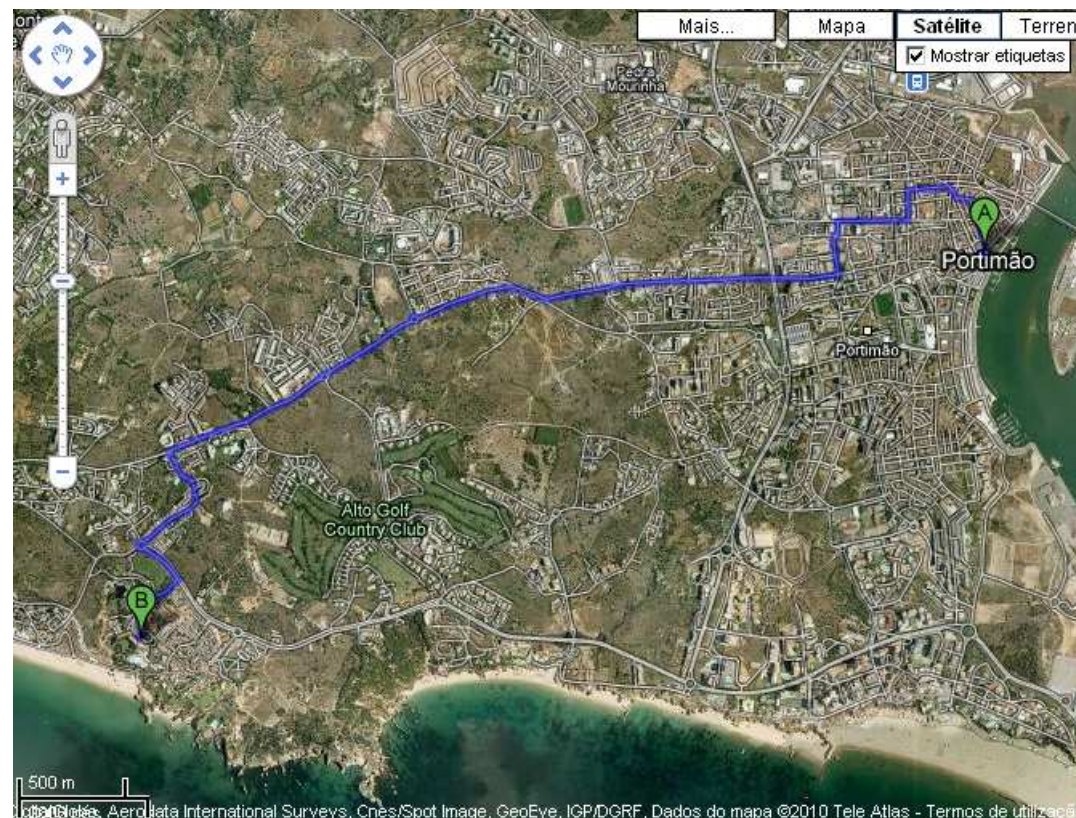 Mais...
Mapa
Satélite
Terren
Mostrar etiquetas
Pedra
Mourinha
A
Portimão
Portimão
Alto Golf
Country Club
B
500 m
Aerodata International Surveys, Cnes/Spot Image, GeoEye, IGP/DGRF, Dados do mapa ©2010 Tele Atlas - Termos de utilizaçã